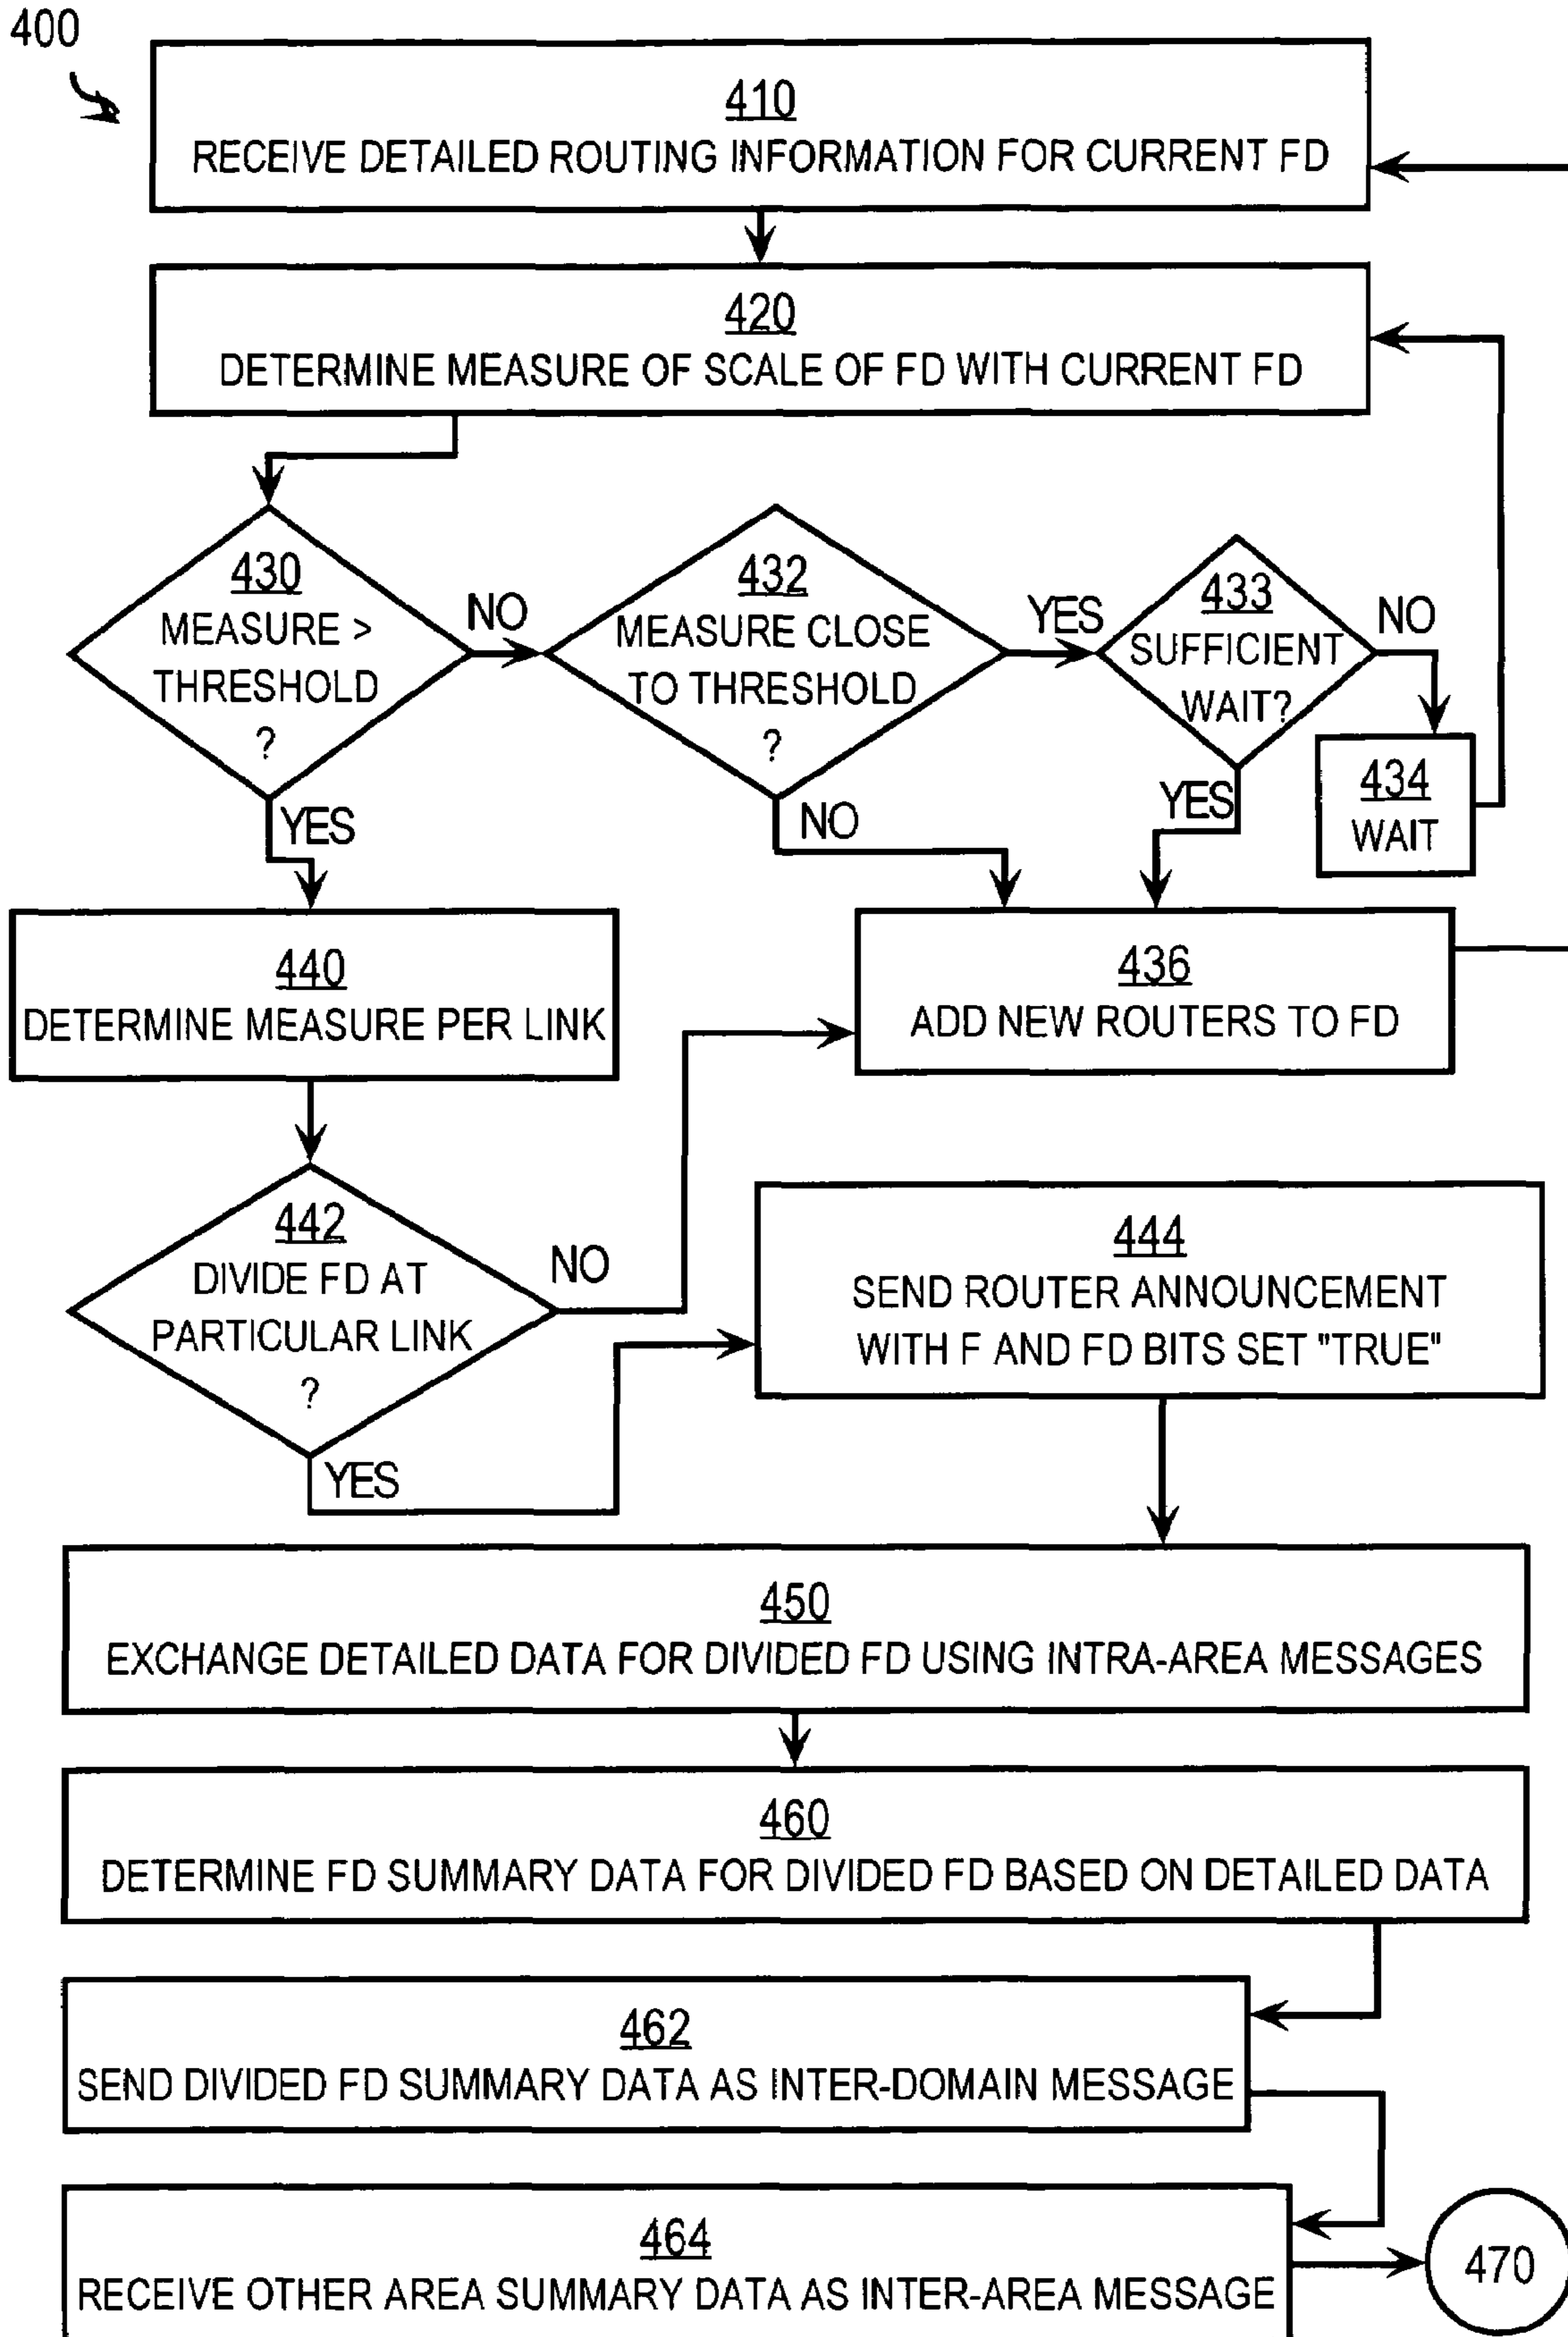 400
410
RECEIVE DETAILED ROUTING INFORMATION FOR CURRENT FD
420
DETERMINE MEASURE OF SCALE OF FD WITH CURRENT FD
430
MEASURE >
THRESHOLD
?
NO
432
MEASURE CLOSE
TO THRESHOLD
?
YES
433
SUFFICIENT
WAIT?
NO
434
WAIT
YES
NO
YES
440
DETERMINE MEASURE PER LINK
436
ADD NEW ROUTERS TO FD
442
DIVIDE FD AT
PARTICULAR LINK
?
NO
YES
444
SEND ROUTER ANNOUNCEMENT
WITH F AND FD BITS SET "TRUE"
450
EXCHANGE DETAILED DATA FOR DIVIDED FD USING INTRA-AREA MESSAGES
460
DETERMINE FD SUMMARY DATA FOR DIVIDED FD BASED ON DETAILED DATA
462
SEND DIVIDED FD SUMMARY DATA AS INTER-DOMAIN MESSAGE
464
RECEIVE OTHER AREA SUMMARY DATA AS INTER-AREA MESSAGE
470